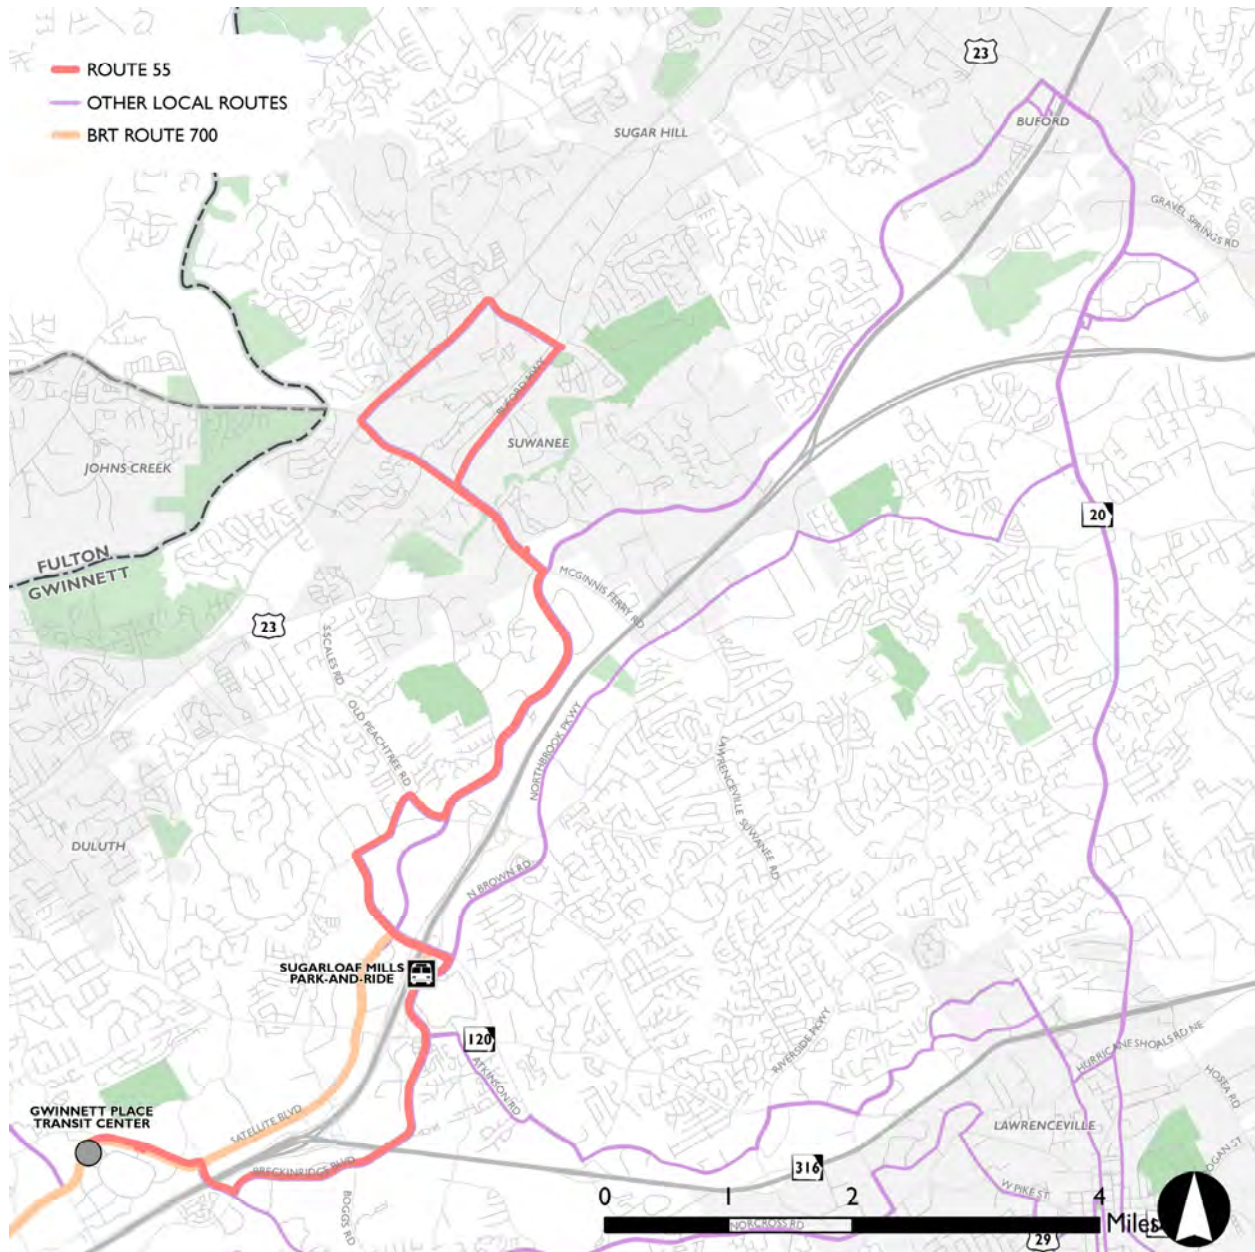 ROUTE 55
OTHER LOCAL ROUTES
BRT ROUTE 700
23
BUFORD
SUGAR HILL
GRAVEL SPRINGS RD
BUFORD HWY
SUWANEE
JOHNS CREEK
20
FULTON
GWINNETT
MCGINNIS FERRY RD
23
S SCALES RD
OLD PEACHTREE RD
NORTHBROOK PKWY
LAWRENCEVILLE SUWANEE RD
DULUTH
N BROWN RD
SUGARLOAF MILLS
PARK-AND-RIDE
120
RIVERSIDE PKWY
HURRICANE SHOALS RD NE
ATKINSON RD
HOSEA RD
GWINNETT PLACE
TRANSIT CENTER
SATELLITE BLVD
LAWRENCEVILLE
BRECKINRIDGE BLVD
316
W PIKE ST
BOGGS RD
0 1 2 4
Miles
NORCROSS RD
29